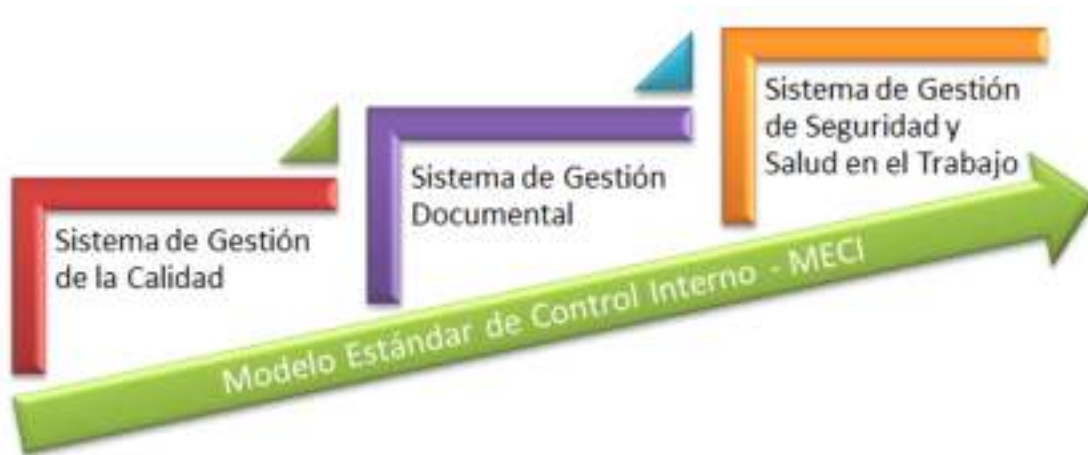 Sistema de Gestión
de la Calidad
Sistema de Gestión
Documental
Sistema de Gestión
de Seguridad y
Salud en el Trabajo
Modelo Estándar de Control Interno - MECI